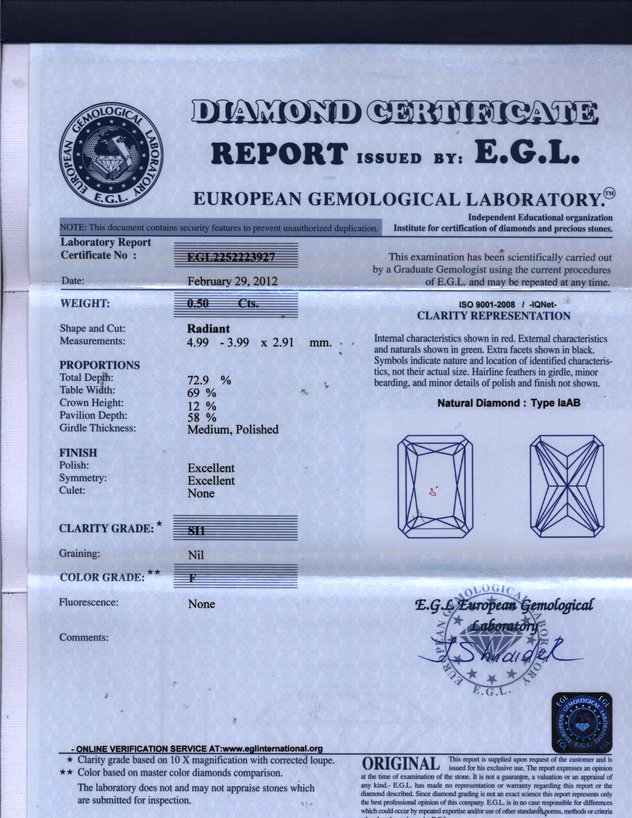 DIAMOND CERTIFICATE
REPORT ISSUED BY: E.G.L.
EUROPEAN GEMOLOGICAL LABORATORY.™
EUROPEAN GEMOLOGICAL LABORATORY
E.G.L.
Independent Educational organization
Institute for certification of diamonds and precious stones.
NOTE: This document contains security features to prevent unauthorized duplication.
Laboratory Report
Certificate No : EGL2252223927
Date: February 29, 2012
WEIGHT: 0.50 Cts.
Shape and Cut: Radiant
Measurements: 4.99 - 3.99 x 2.91 mm.
PROPORTIONS
Total Depth: 72.9 %
Table Width: 69 %
Crown Height: 12 %
Pavilion Depth: 58 %
Girdle Thickness: Medium, Polished
FINISH
Polish: Excellent
Symmetry: Excellent
Culet: None
CLARITY GRADE: * SI1
Graining: Nil
COLOR GRADE: ** F
Fluorescence: None
Comments:
This examination has been scientifically carried out
by a Graduate Gemologist using the current procedures
of E.G.L. and may be repeated at any time.
ISO 9001-2008 / -IQNet-
CLARITY REPRESENTATION
Internal characteristics shown in red. External characteristics
and naturals shown in green. Extra facets shown in black.
Symbols indicate nature and location of identified characteris-
tics, not their actual size. Hairline feathers in girdle, minor
bearding, and minor details of polish and finish not shown.
Natural Diamond : Type IaAB
E.G.L European Gemological
Laboratory
EUROPEAN GEMOLOGICAL LABORATORY
E.G.L.
- ONLINE VERIFICATION SERVICE AT:www.eglinternational.org
* Clarity grade based on 10 X magnification with corrected loupe.
** Color based on master color diamonds comparison.
The laboratory does not and may not appraise stones which
are submitted for inspection.
EGL EGL
E.G.L.
ORIGINAL This report is supplied upon request of the customer and is
issued for his exclusive use. The report expresses an opinion
at the time of examination of the stone. It is not a guarantee, a valuation or an appraisal of
any kind.- E.G.L. has made no representation or warranty regarding this report or the
diamond described. Since diamond grading is not an exact science this report represents only
the best professional opinion of this company. E.G.L. is in no case responsible for differences
which could occur by repeated expertise and/or use of other standards, norms, methods or criteria